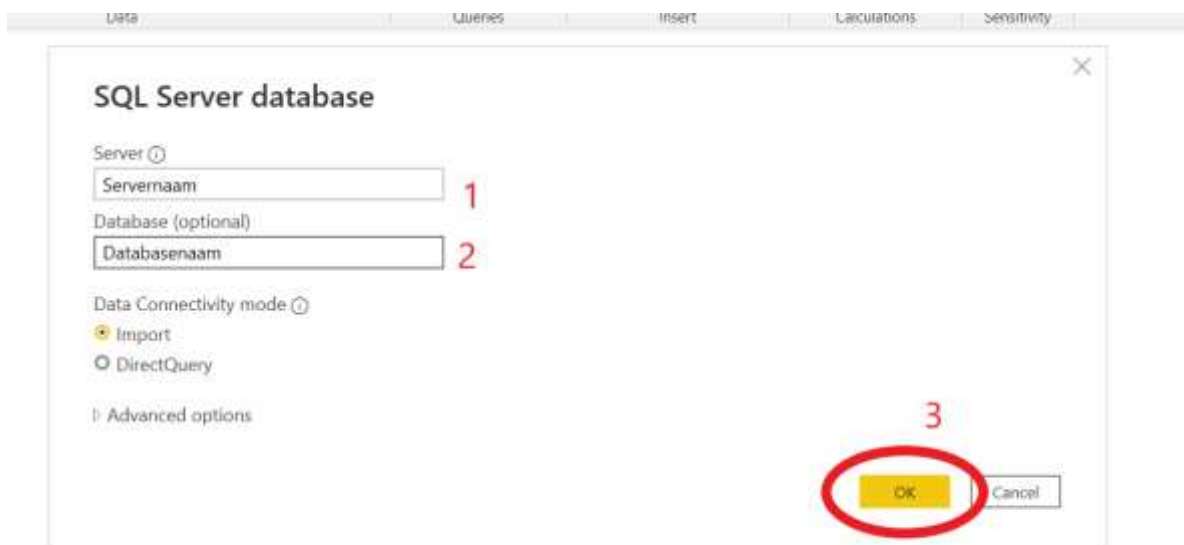 Data Queries Insert Calculations Sensitivity
SQL Server database
Server
Servernaam
1
Database (optional)
Databasenaam
2
Data Connectivity mode
Import
DirectQuery
Advanced options
3
OK Cancel